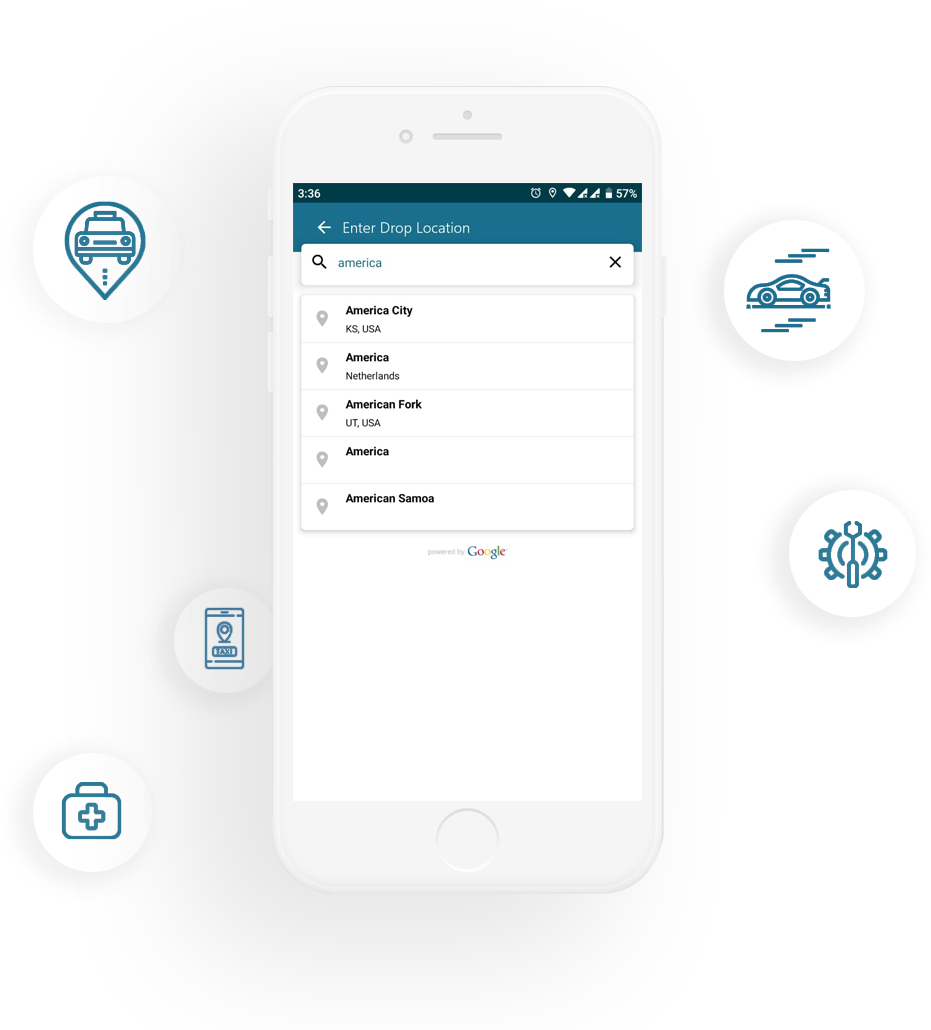 3:36 57%
Enter Drop Location
america
America City
KS, USA
America
Netherlands
American Fork
UT, USA
America
American Samoa
powered by Google
TAXI